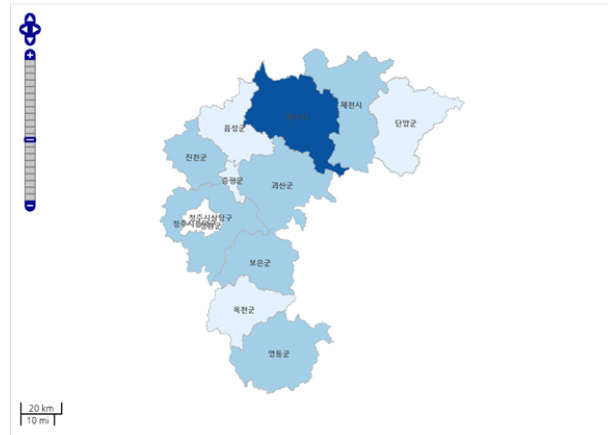 제천시
단양군
음성군
진천군
증평군
괴산군
청주시상당구
보은군
옥천군
영동군
20 km
10 mi